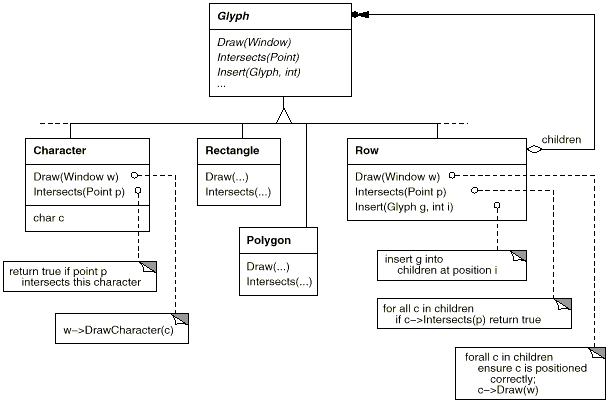 Glyph
Draw(Window)
Intersects(Point)
Insert(Glyph, int)
...
children
Character
Draw(Window w)
Intersects(Point p)
char c
Rectangle
Draw(...)
Intersects(...)
Row
Draw(Window w)
Intersects(Point p)
Insert(Glyph g, int i)
Polygon
Draw(...)
Intersects(...)
return true if point p
intersects this character
w–>DrawCharacter(c)
insert g into
children at position i
for all c in children
if c–>Intersects(p) return true
forall c in children
ensure c is positioned
correctly;
c–>Draw(w)